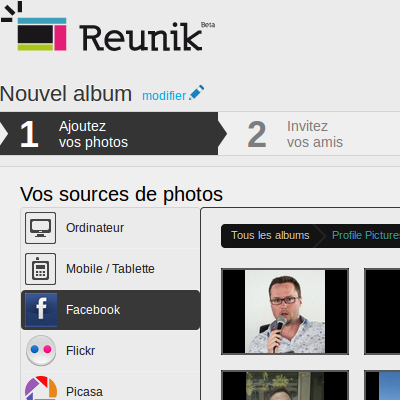 Reunik Beta
Nouvel album modifier
1 Ajoutez
vos photos
2 Invitez
vos amis
Vos sources de photos
Ordinateur
Mobile / Tablette
Facebook
Flickr
Picasa
Tous les albums
Profile Pictures